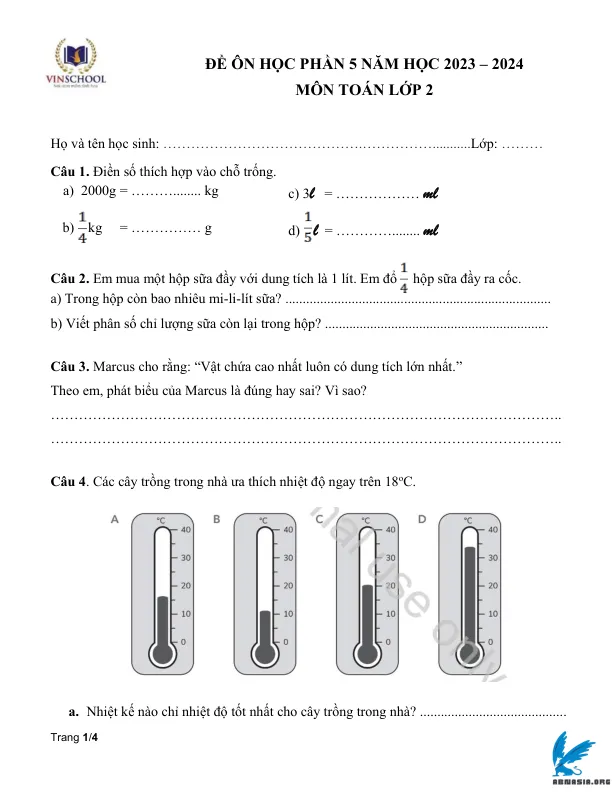 VINSCHOOL
ĐỀ ÔN HỌC PHẦN 5 NĂM HỌC 2023 – 2024
MÔN TOÁN LỚP 2
Họ và tên học sinh: ……………………………………………………..........Lớp: ………
Câu 1. Điền số thích hợp vào chỗ trống.
a) 2000g = ………........ kg
c) 3ℓ = ……………… mℓ
b) 1/4 kg = …………… g
d) 1/5 ℓ = …………........ mℓ
Câu 2. Em mua một hộp sữa đầy với dung tích là 1 lít. Em đổ 1/4 hộp sữa đầy ra cốc.
a) Trong hộp còn bao nhiêu mi-li-lít sữa? ............................................................................
b) Viết phân số chỉ lượng sữa còn lại trong hộp? ................................................................
Câu 3. Marcus cho rằng: “Vật chứa cao nhất luôn có dung tích lớn nhất.”
Theo em, phát biểu của Marcus là đúng hay sai? Vì sao?
…………………………………………………………………………………………………..
…………………………………………………………………………………………………..
Câu 4. Các cây trồng trong nhà ưa thích nhiệt độ ngay trên 18°C.
A B C D
°C °C °C °C
40 40 40 40
30 30 30 30
20 20 20 20
10 10 10 10
0 0 0 0
use only
a. Nhiệt kế nào chỉ nhiệt độ tốt nhất cho cây trồng trong nhà? ..........................................
Trang 1/4
ABWASIA.ORG